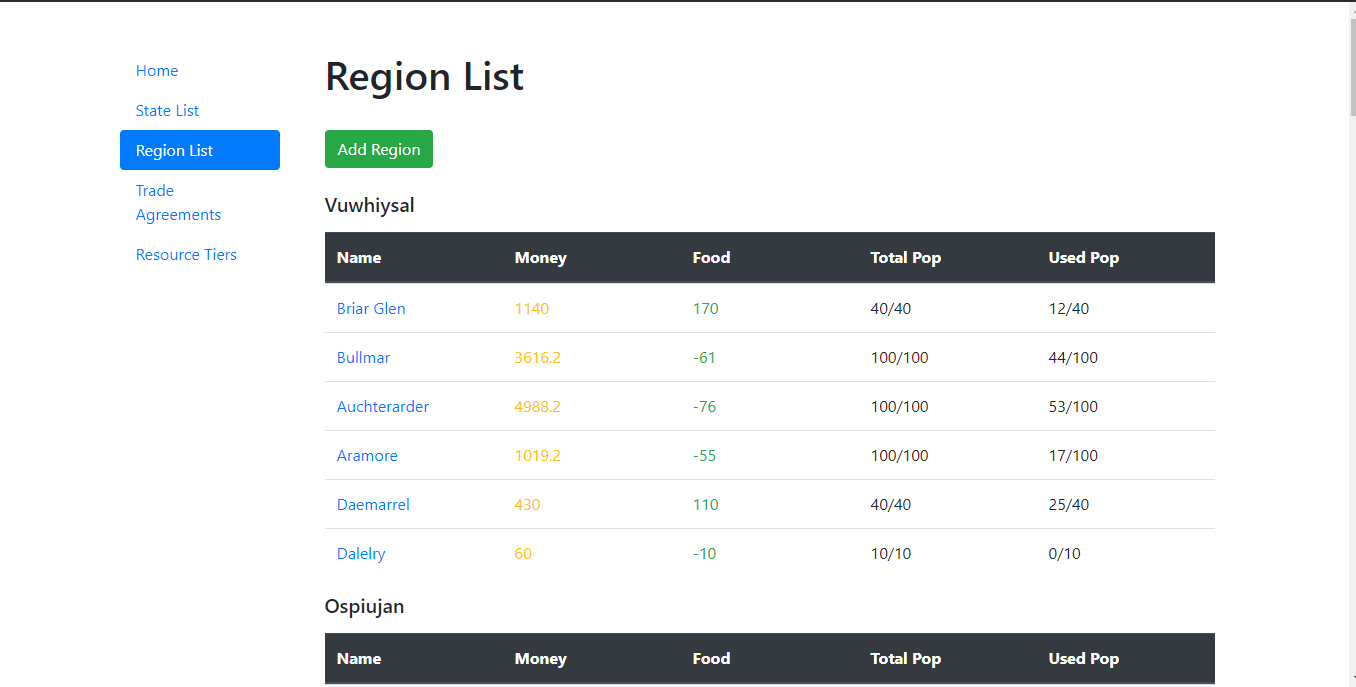 Home
State List
Region List
Trade
Agreements
Resource Tiers
Region List
Add Region
Vuwhiysal
Name Money Food Total Pop Used Pop
Briar Glen 1140 170 40/40 12/40
Bullmar 3616.2 -61 100/100 44/100
Auchterarder 4988.2 -76 100/100 53/100
Aramore 1019.2 -55 100/100 17/100
Daemarrel 430 110 40/40 25/40
Dalelry 60 -10 10/10 0/10
Ospiujan
Name Money Food Total Pop Used Pop